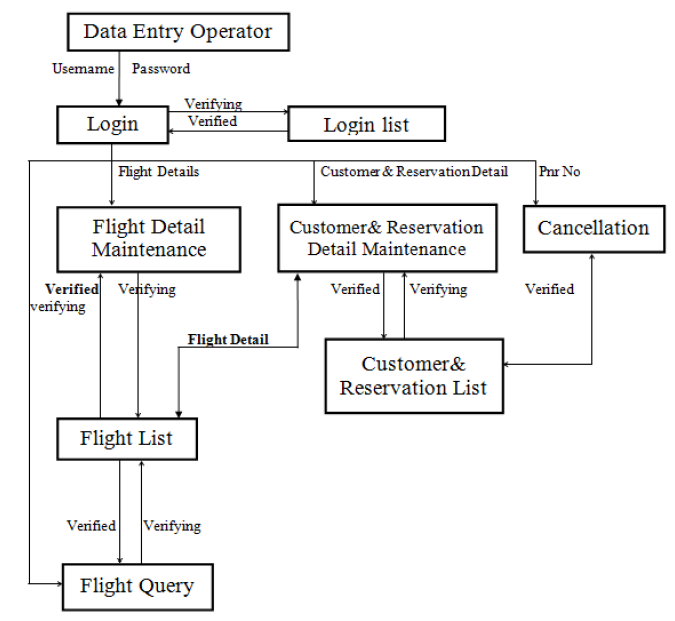 Data Entry Operator
Username Password
Verifying
Login
Login list
Verified
Flight Details
Customer & Reservation Detail
Pnr No
Flight Detail
Maintenance
Customer& Reservation
Detail Maintenance
Cancellation
Verified Verifying
verifying
Verified Verifying
Verified
Flight Detail
Customer&
Reservation List
Flight List
Verified Verifying
Flight Query